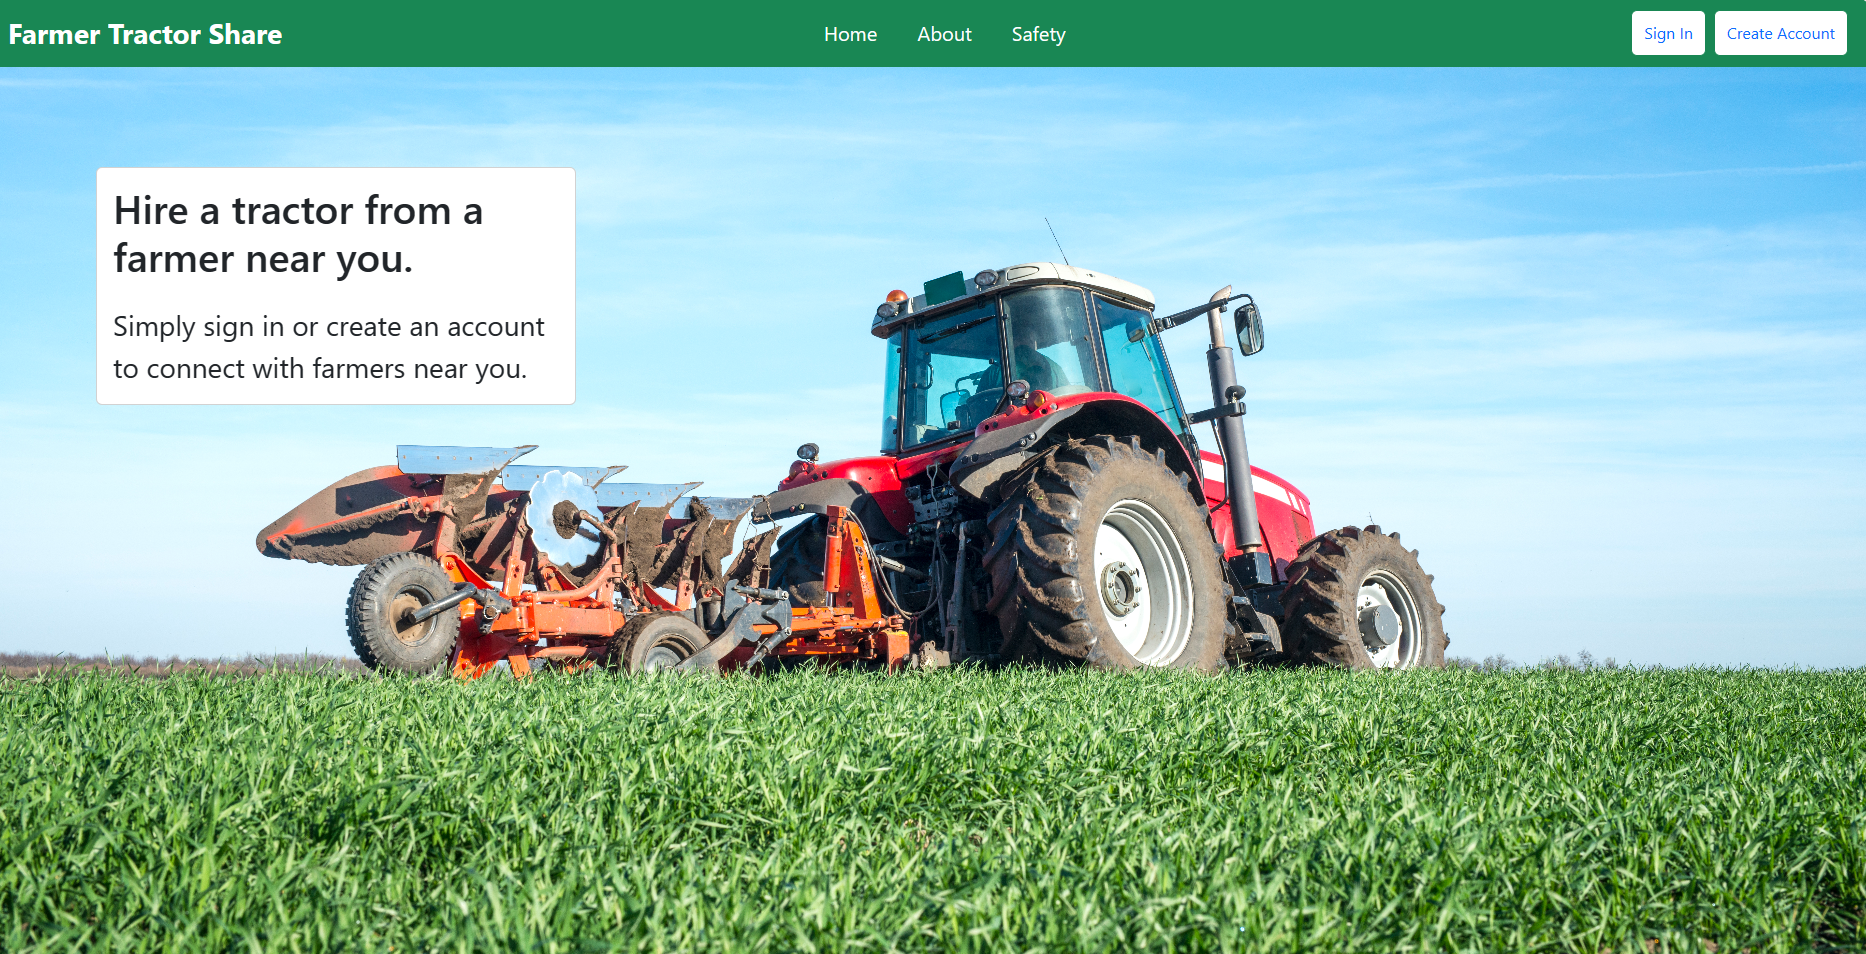 Farmer Tractor Share
Home
About
Safety
Sign In
Create Account
Hire a tractor from a
farmer near you.
Simply sign in or create an account
to connect with farmers near you.